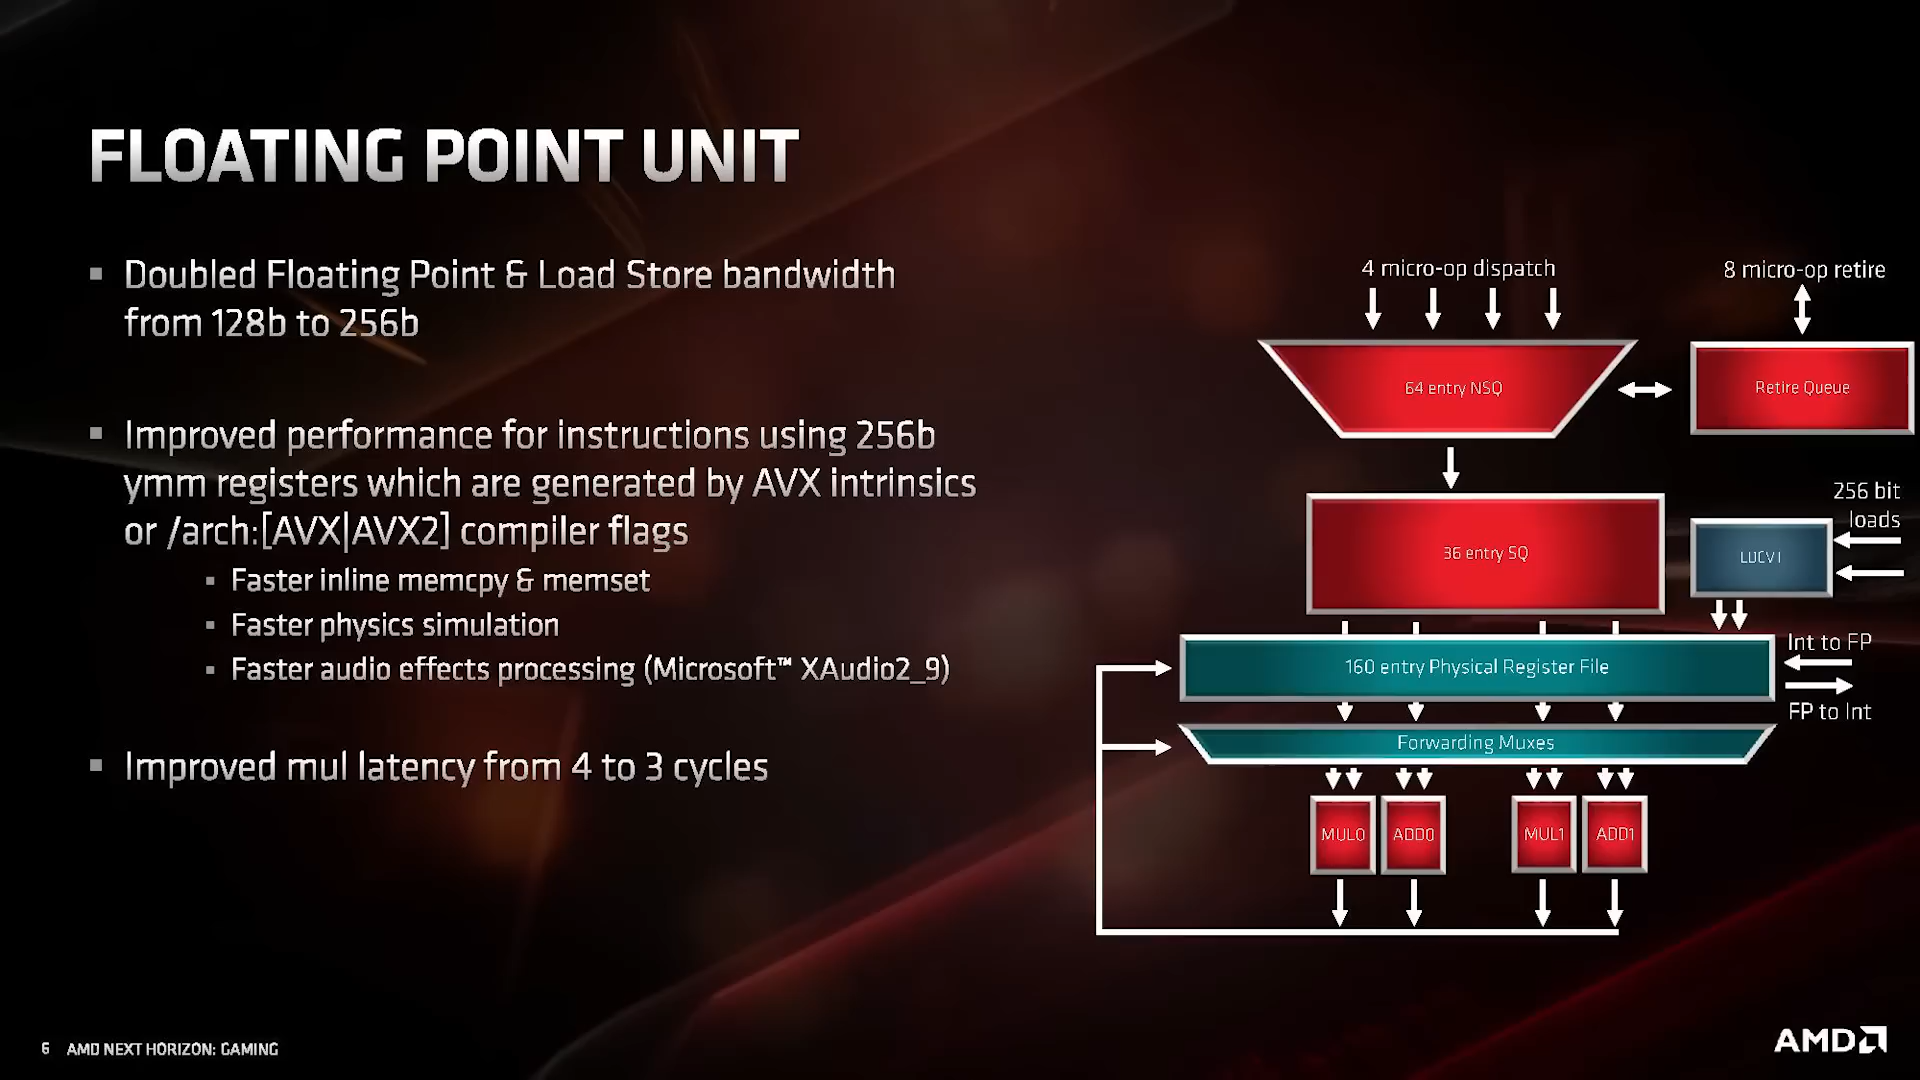 FLOATING POINT UNIT
Doubled Floating Point & Load Store bandwidth
from 128b to 256b
Improved performance for instructions using 256b
ymm registers which are generated by AVX intrinsics
or /arch:[AVX|AVX2] compiler flags
Faster inline memcpy & memset
Faster physics simulation
Faster audio effects processing (Microsoft™ XAudio2_9)
Improved mul latency from 4 to 3 cycles
4 micro-op dispatch
8 micro-op retire
64 entry NSQ
Retire Queue
256 bit
loads
36 entry SQ
LDCVT
Int to FP
160 entry Physical Register File
FP to Int
Forwarding Muxes
MUL0
ADD0
MUL1
ADD1
6 AMD NEXT HORIZON: GAMING
AMD